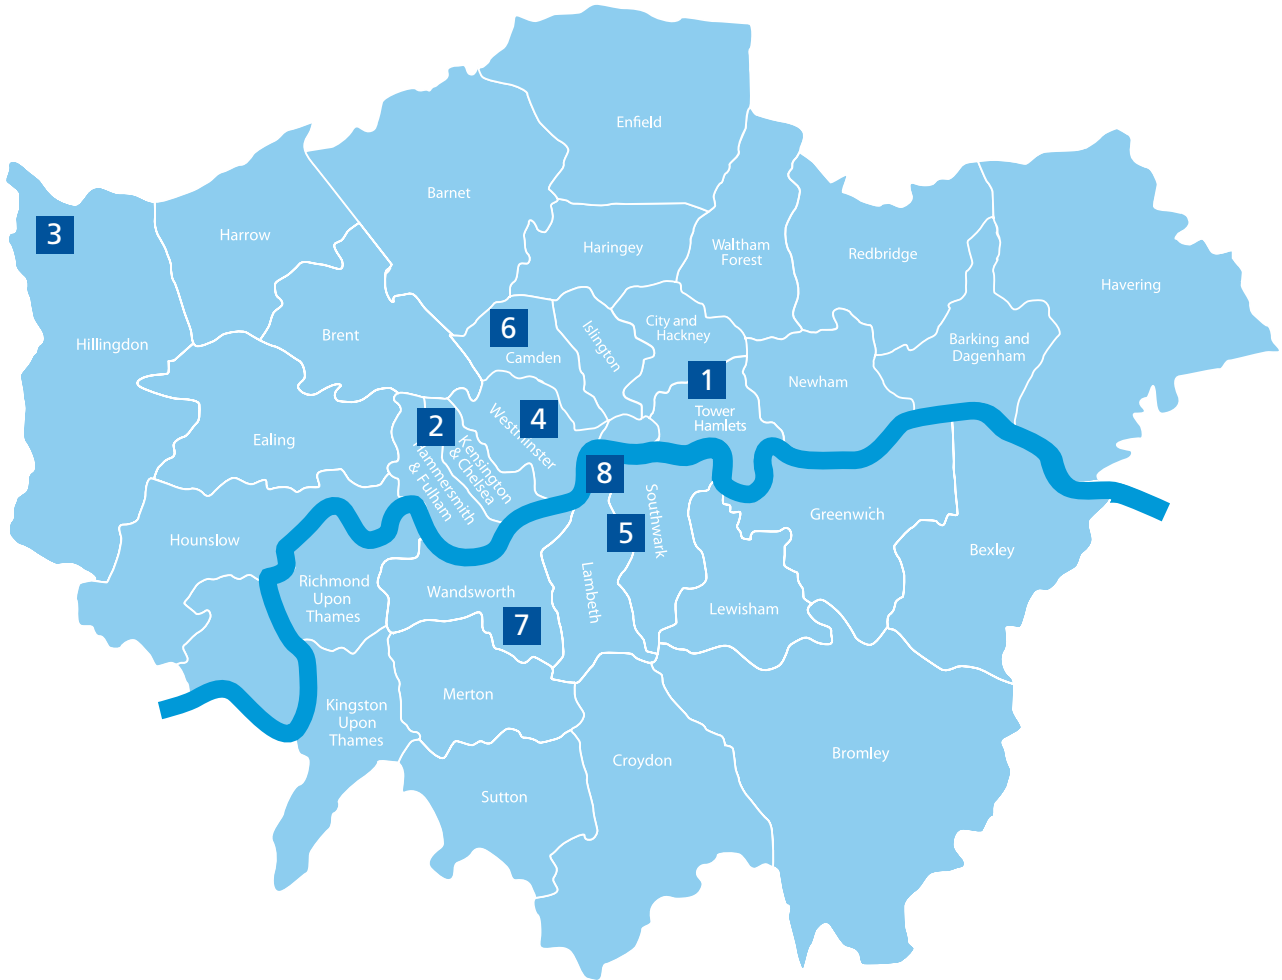 Enfield
Barnet
3
Harrow
Haringey
Waltham
Forest
Redbridge
Havering
Hillingdon
Brent
6
Camden
Islington
City and
Hackney
Barking and
Dagenham
1
Newham
Tower
Hamlets
Ealing
2
4
Westminster
Kensington
& Chelsea
Hammersmith
& Fulham
8
Southwark
5
Greenwich
Bexley
Hounslow
Richmond
Upon
Thames
Wandsworth
Lambeth
Lewisham
7
Merton
Kingston
Upon
Thames
Croydon
Bromley
Sutton